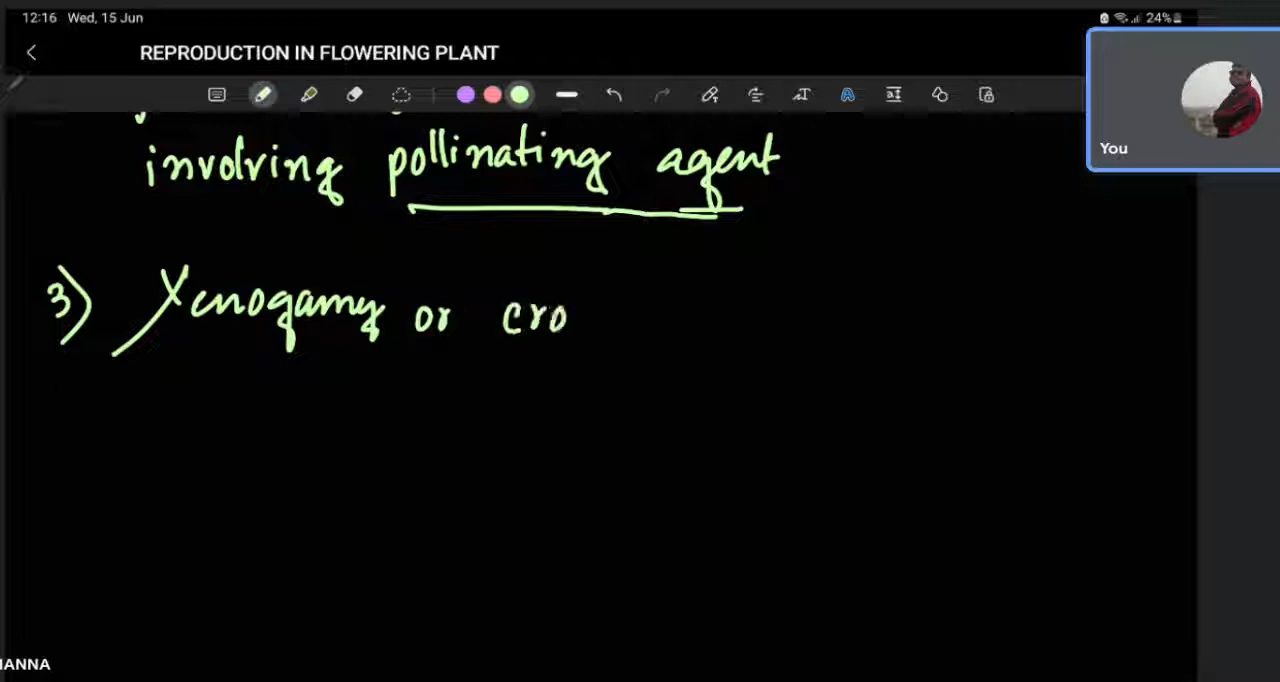 12:16 Wed, 15 Jun
24%
REPRODUCTION IN FLOWERING PLANT
You
involving pollinating agent
3) Xenogamy or cro
IANNA